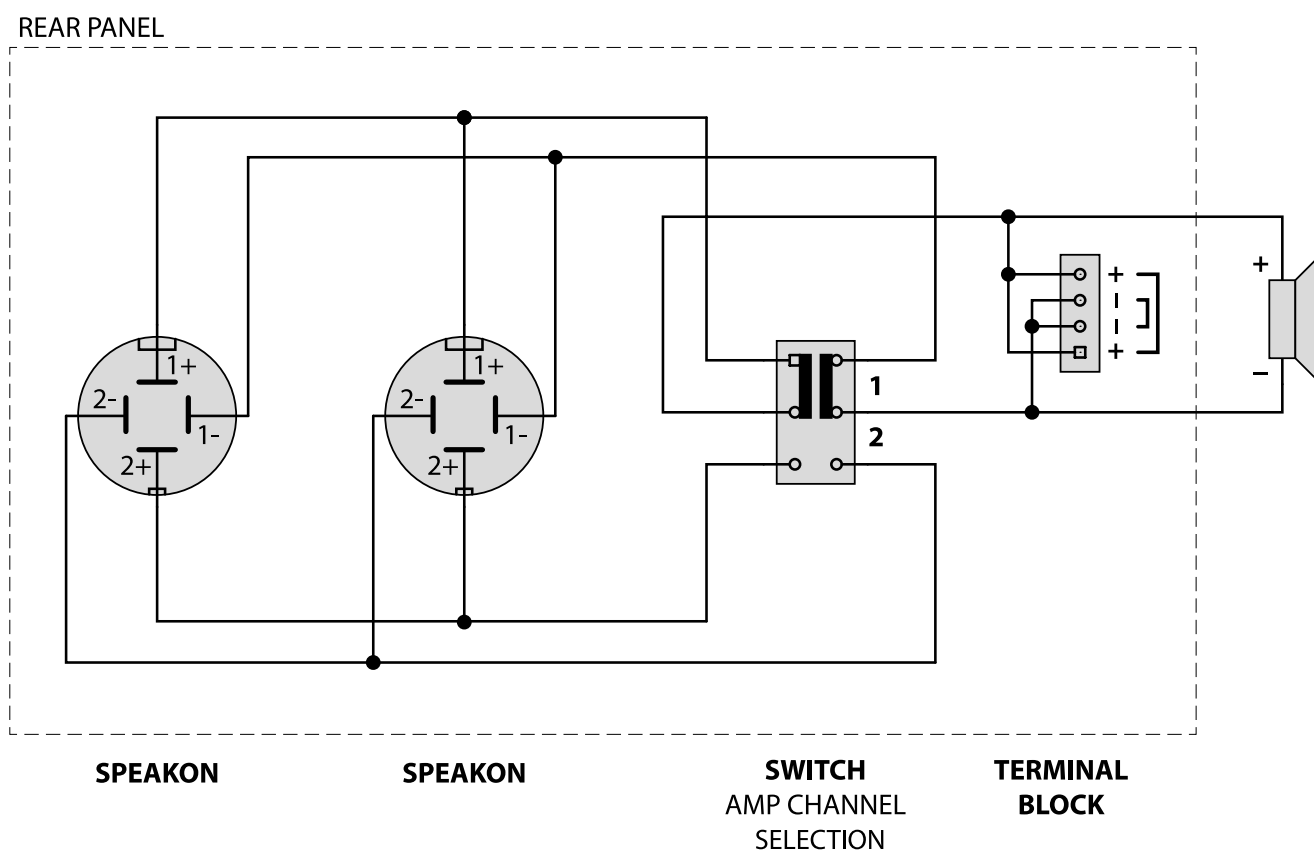 REAR PANEL
1+
2-
1-
2+
1+
2-
1-
2+
1
2
+
-
-
+
+
-
SPEAKON
SPEAKON
SWITCH
AMP CHANNEL
SELECTION
TERMINAL
BLOCK